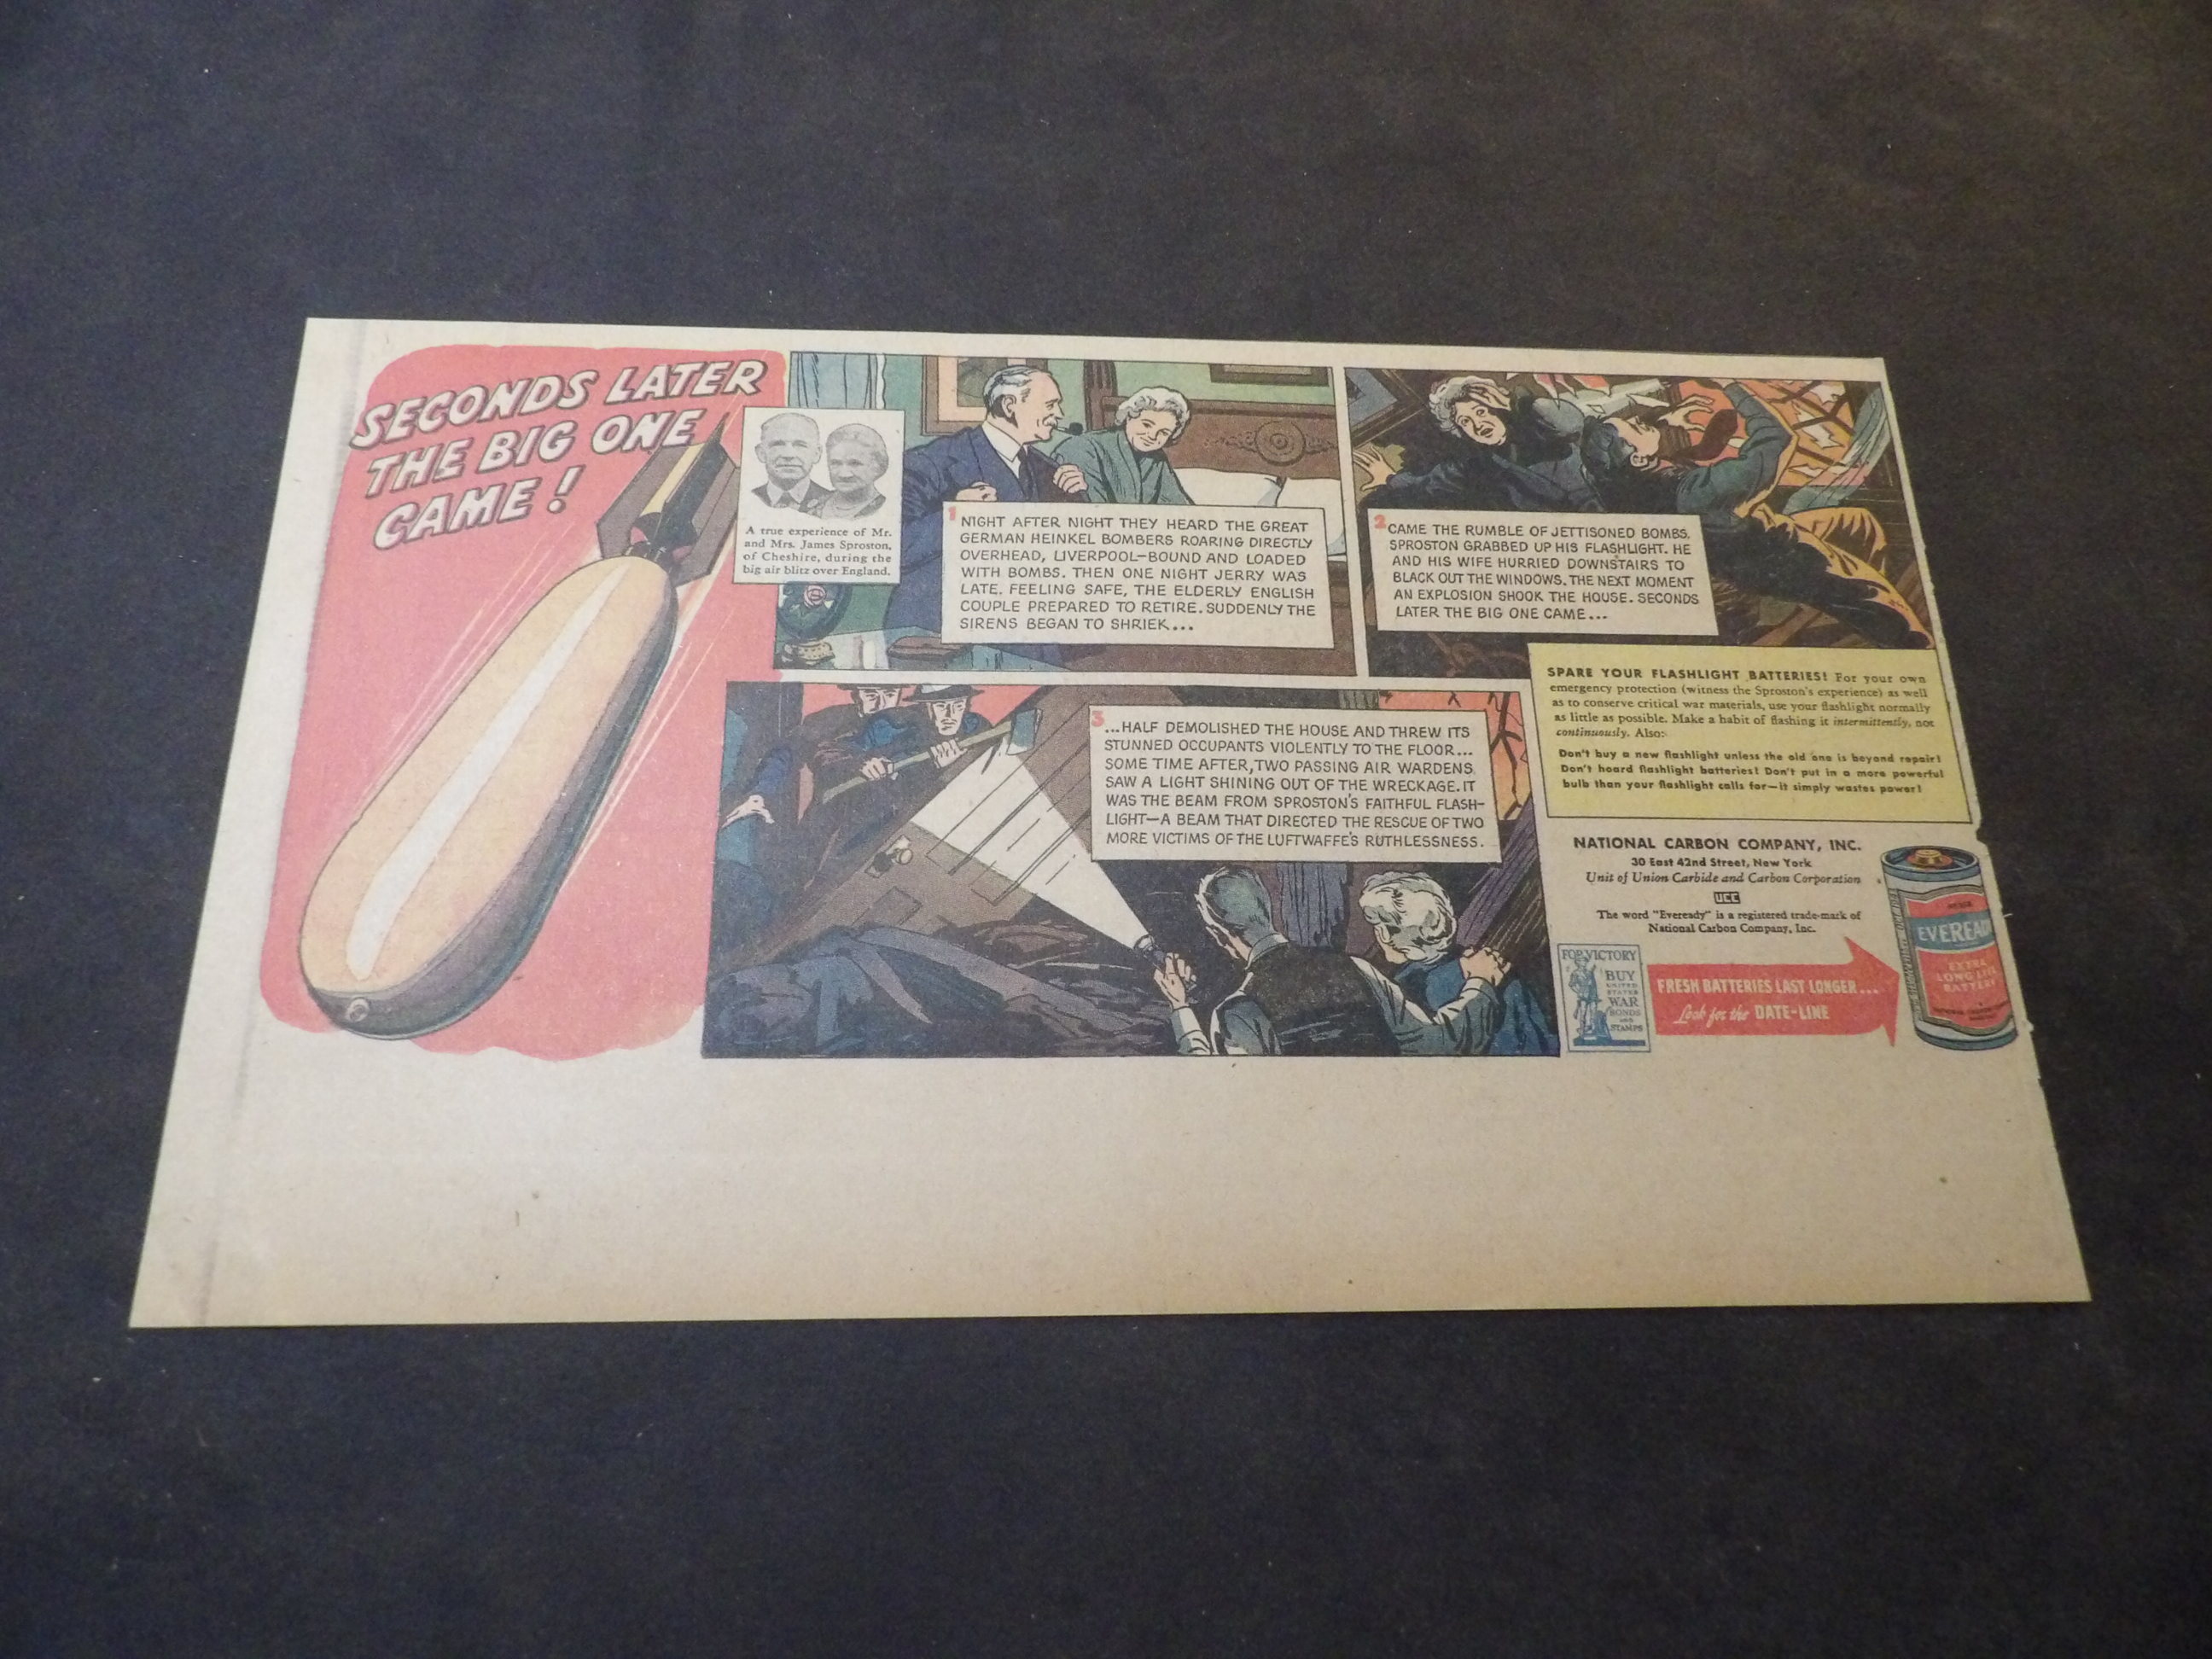 SECONDS LATER
THE BIG ONE
CAME!
A true experience of Mr.
and Mrs. James Sproston,
of Cheshire, during the
big air blitz over England.
1
NIGHT AFTER NIGHT THEY HEARD THE GREAT
GERMAN HEINKEL BOMBERS ROARING DIRECTLY
OVERHEAD, LIVERPOOL-BOUND AND LOADED
WITH BOMBS. THEN ONE NIGHT JERRY WAS
LATE. FEELING SAFE, THE ELDERLY ENGLISH
COUPLE PREPARED TO RETIRE. SUDDENLY THE
SIRENS BEGAN TO SHRIEK...
2
CAME THE RUMBLE OF JETTISONED BOMBS.
SPROSTON GRABBED UP HIS FLASHLIGHT. HE
AND HIS WIFE HURRIED DOWNSTAIRS TO
BLACK OUT THE WINDOWS. THE NEXT MOMENT
AN EXPLOSION SHOOK THE HOUSE. SECONDS
LATER THE BIG ONE CAME...
3
...HALF DEMOLISHED THE HOUSE AND THREW ITS
STUNNED OCCUPANTS VIOLENTLY TO THE FLOOR...
SOME TIME AFTER, TWO PASSING AIR WARDENS
SAW A LIGHT SHINING OUT OF THE WRECKAGE. IT
WAS THE BEAM FROM SPROSTON'S FAITHFUL FLASH-
LIGHT—A BEAM THAT DIRECTED THE RESCUE OF TWO
MORE VICTIMS OF THE LUFTWAFFE'S RUTHLESSNESS.
SPARE YOUR FLASHLIGHT BATTERIES! For your own
emergency protection (witness the Sproston's experience) as well
as to conserve critical war materials, use your flashlight normally
as little as possible. Make a habit of flashing it intermittently, not
continuously. Also:
Don't buy a new flashlight unless the old one is beyond repair!
Don't hoard flashlight batteries! Don't put in a more powerful
bulb than your flashlight calls for—it simply wastes power!
NATIONAL CARBON COMPANY, INC.
30 East 42nd Street, New York
Unit of Union Carbide and Carbon Corporation
UCC
The word "Eveready" is a registered trade-mark of
National Carbon Company, Inc.
FOR VICTORY
BUY
UNITED
STATES
WAR
BONDS
AND
STAMPS
FRESH BATTERIES LAST LONGER...
Look for the DATE-LINE
EVEREADY
EXTRA
LONG LIFE
BATTERY